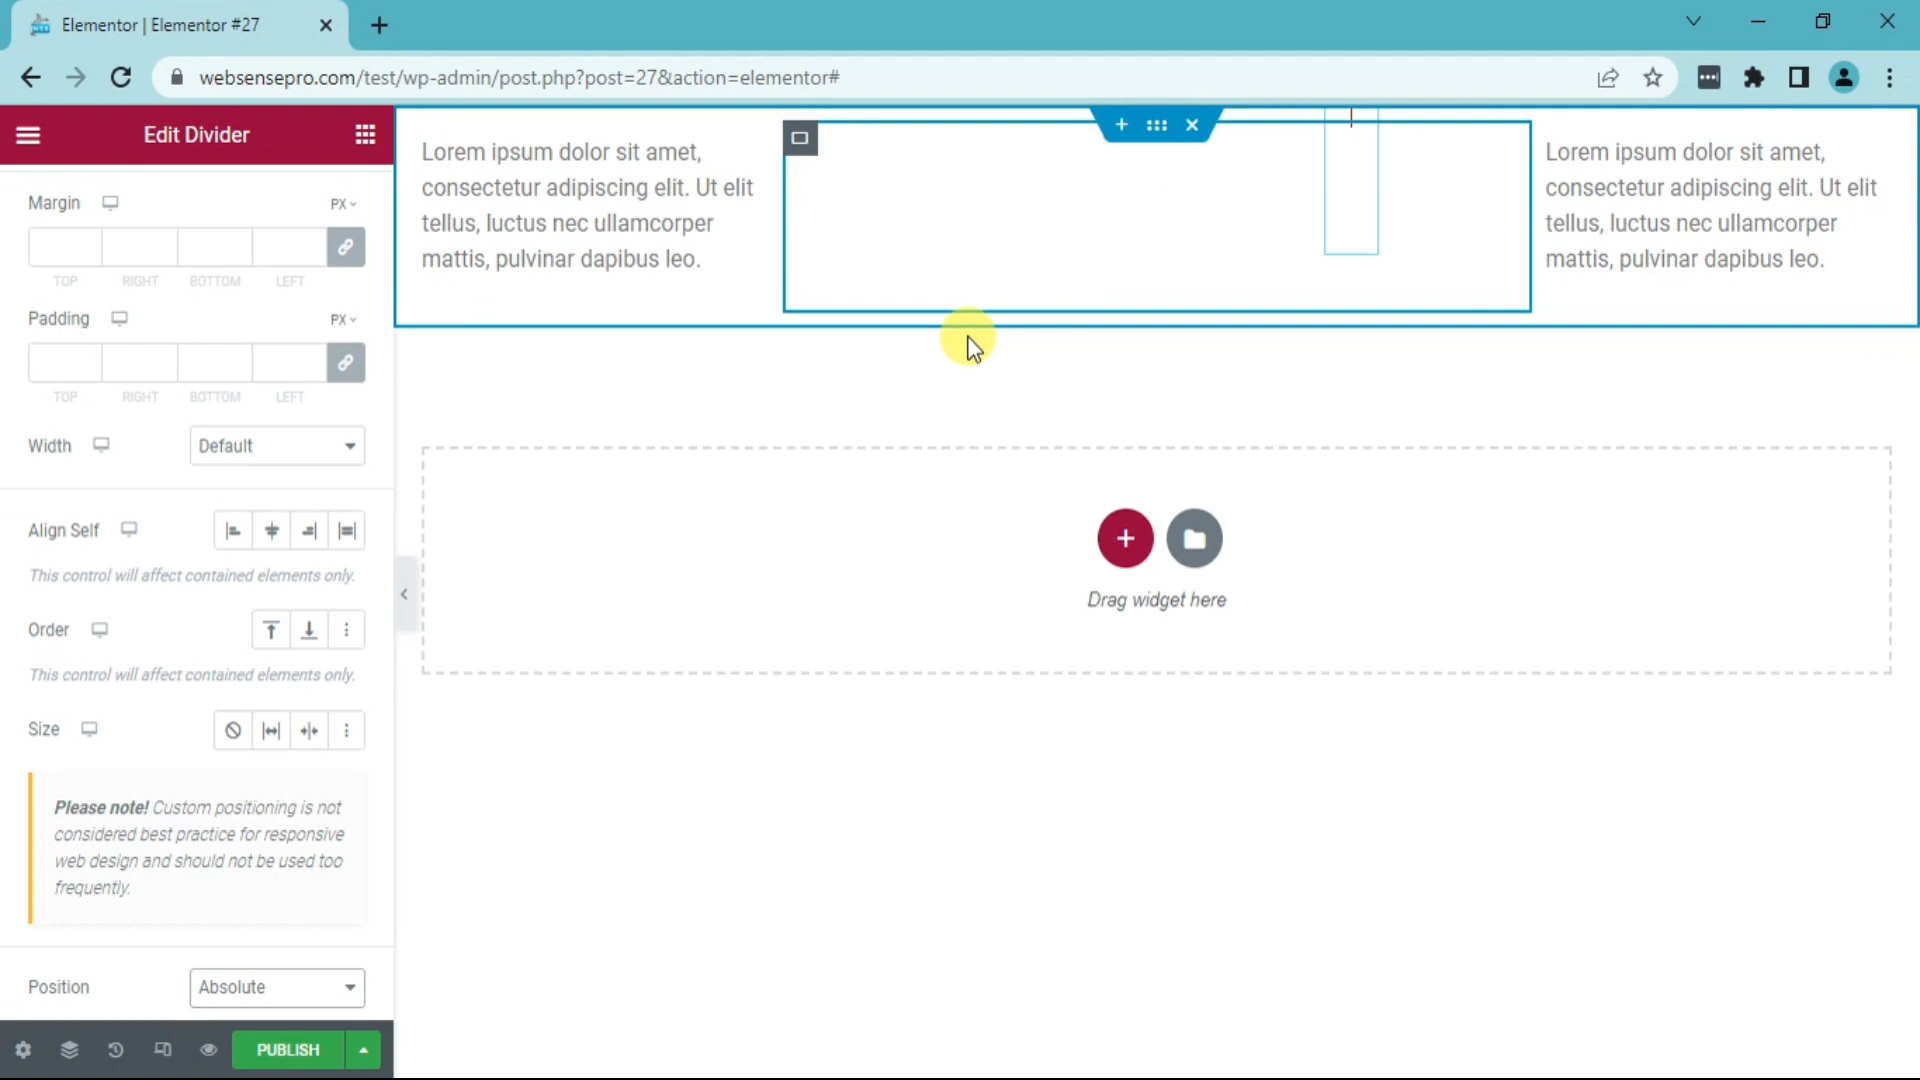 Elementor | Elementor #27
websensepro.com/test/wp-admin/post.php?post=27&action=elementor#
Edit Divider
Margin PX
TOP RIGHT BOTTOM LEFT
Padding PX
TOP RIGHT BOTTOM LEFT
Width Default
Align Self
This control will affect contained elements only.
Order
This control will affect contained elements only.
Size
Please note! Custom positioning is not
considered best practice for responsive
web design and should not be used too
frequently.
Position Absolute
PUBLISH
Lorem ipsum dolor sit amet,
consectetur adipiscing elit. Ut elit
tellus, luctus nec ullamcorper
mattis, pulvinar dapibus leo.
Lorem ipsum dolor sit amet,
consectetur adipiscing elit. Ut elit
tellus, luctus nec ullamcorper
mattis, pulvinar dapibus leo.
Drag widget here